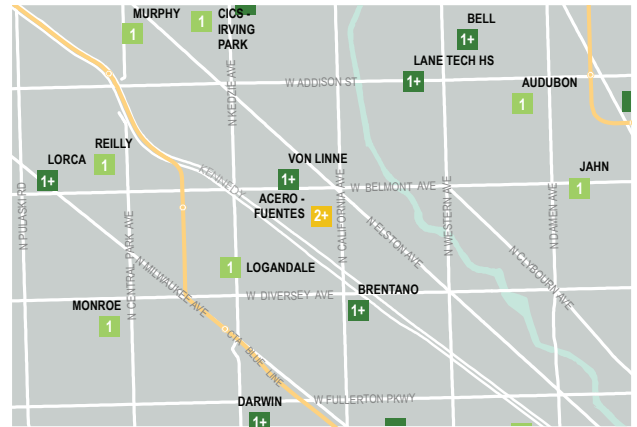 MURPHY
1
1
CICS -
IRVING
PARK
BELL
1+
LANE TECH HS
1+
W ADDISON ST
AUDUBON
1
N KEDZIE AVE
REILLY
1
LORCA
1+
KENNEDY
VON LINNE
1+
W BELMONT AVE
JAHN
1
ACERO -
FUENTES
2+
N PULASKI RD
N CENTRAL PARK AVE
N CALIFORNIA AVE
N ELSTON AVE
N WESTERN AVE
N DAMEN AVE
N CLYBOURN AVE
N MILWAUKEE AVE
1
LOGANDALE
W DIVERSEY AVE
BRENTANO
1+
MONROE
1
CTA BLUE LINE
W FULLERTON PKWY
DARWIN
1+